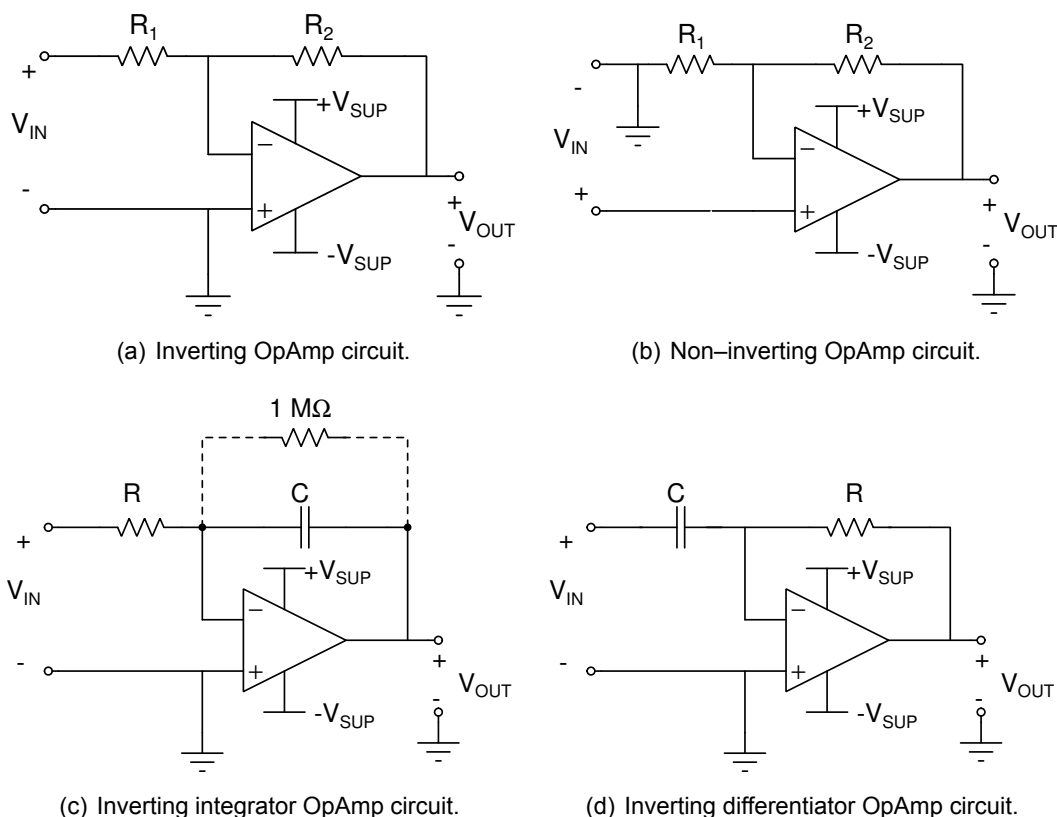 R1
R2
+
VIN
-
−
+
+VSUP
-VSUP
+
VOUT
-
(a) Inverting OpAmp circuit.
R1
R2
-
VIN
+
−
+
+VSUP
-VSUP
+
VOUT
-
(b) Non–inverting OpAmp circuit.
1 MΩ
R
C
+
VIN
-
−
+
+VSUP
-VSUP
+
VOUT
-
(c) Inverting integrator OpAmp circuit.
C
R
+
VIN
-
−
+
+VSUP
-VSUP
+
VOUT
-
(d) Inverting differentiator OpAmp circuit.